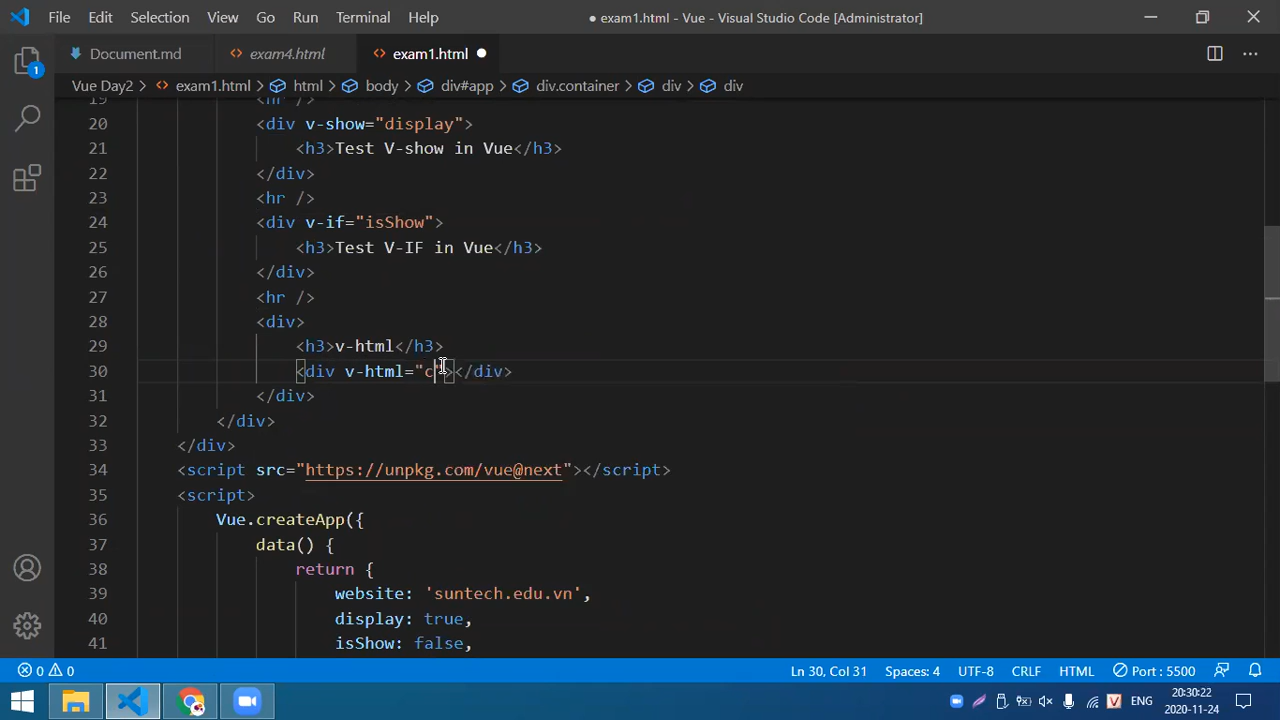 File Edit Selection View Go Run Terminal Help ● exam1.html - Vue - Visual Studio Code [Administrator]
Document.md exam4.html exam1.html
Vue Day2 > exam1.html > html > body > div#app > div.container > div > div
19 <hr />
20 <div v-show="display">
21 <h3>Test V-show in Vue</h3>
22 </div>
23 <hr />
24 <div v-if="isShow">
25 <h3>Test V-IF in Vue</h3>
26 </div>
27 <hr />
28 <div>
29 <h3>v-html</h3>
30 <div v-html="c"></div>
31 </div>
32 </div>
33 </div>
34 <script src="https://unpkg.com/vue@next"></script>
35 <script>
36 Vue.createApp({
37 data() {
38 return {
39 website: 'suntech.edu.vn',
40 display: true,
41 isShow: false,
1
0 0 Ln 30, Col 31 Spaces: 4 UTF-8 CRLF HTML Port : 5500
V ENG 20:30:22
2020-11-24